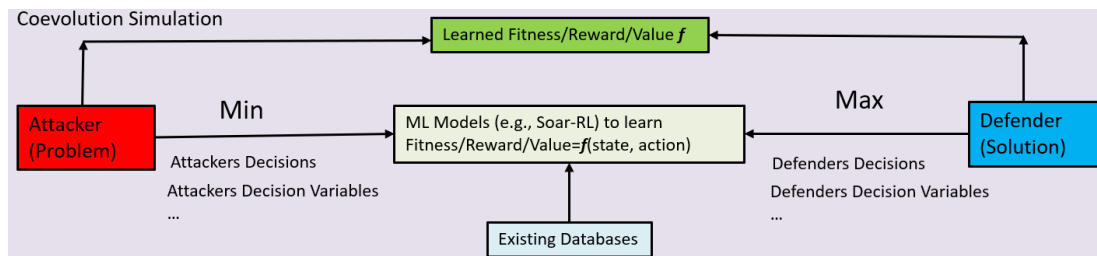 Coevolution Simulation
Learned Fitness/Reward/Value f
Min
Max
Attacker
(Problem)
ML Models (e.g., Soar-RL) to learn
Fitness/Reward/Value=f(state, action)
Defender
(Solution)
Attackers Decisions
Attackers Decision Variables
...
Defenders Decisions
Defenders Decision Variables
...
Existing Databases